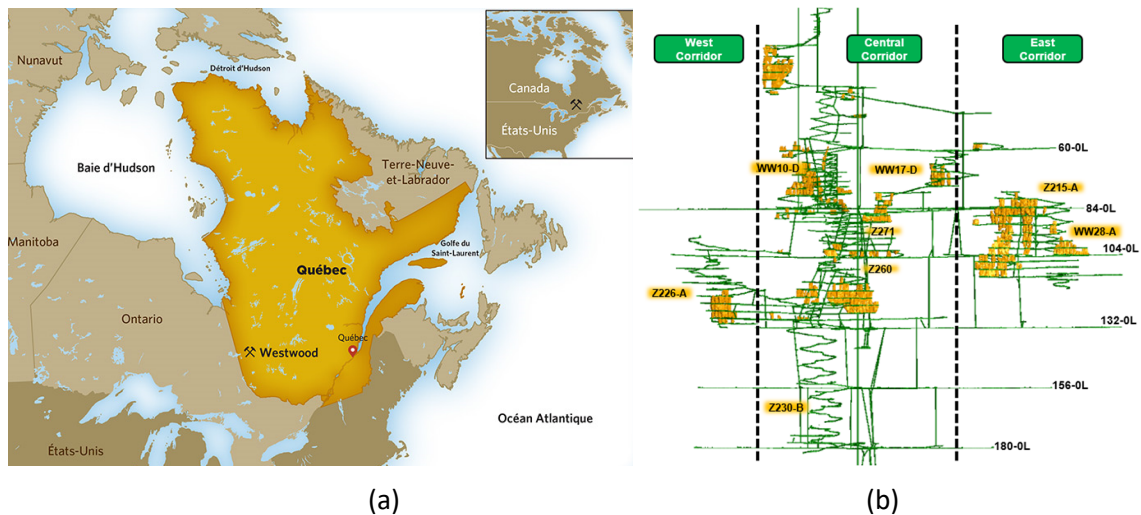 Nunavut
Détroit d'Hudson
Canada
États-Unis
Baie d'Hudson
Terre-Neuve-
et-Labrador
Golfe du
Saint-Laurent
Manitoba
Québec
Ontario
Québec
Westwood
Océan Atlantique
États-Unis
(a)
West
Corridor
Central
Corridor
East
Corridor
60-0L
WW10-D
WW17-D
Z215-A
84-0L
Z271
WW28-A
104-0L
Z260
Z226-A
132-0L
156-0L
Z230-B
180-0L
(b)